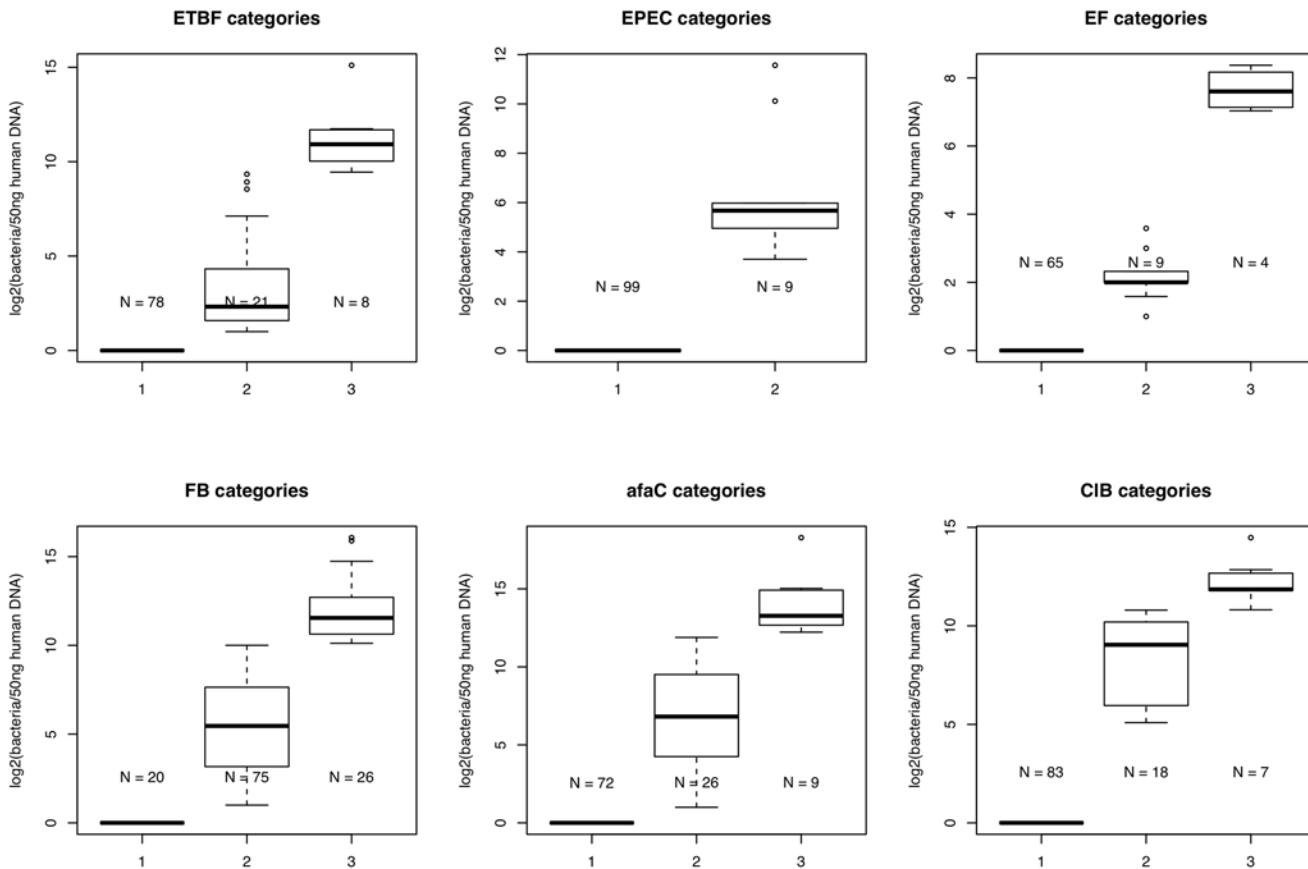 ETBF categories
log2(bacteria/50ng human DNA)
15
10
5
0
N = 78
N = 21
N = 8
1
2
3
EPEC categories
log2(bacteria/50ng human DNA)
12
10
8
6
4
2
0
N = 99
N = 9
1
2
EF categories
log2(bacteria/50ng human DNA)
8
6
4
2
0
N = 65
N = 9
N = 4
1
2
3
FB categories
log2(bacteria/50ng human DNA)
15
10
5
0
N = 20
N = 75
N = 26
1
2
3
afaC categories
log2(bacteria/50ng human DNA)
15
10
5
0
N = 72
N = 26
N = 9
1
2
3
ClB categories
log2(bacteria/50ng human DNA)
15
10
5
0
N = 83
N = 18
N = 7
1
2
3